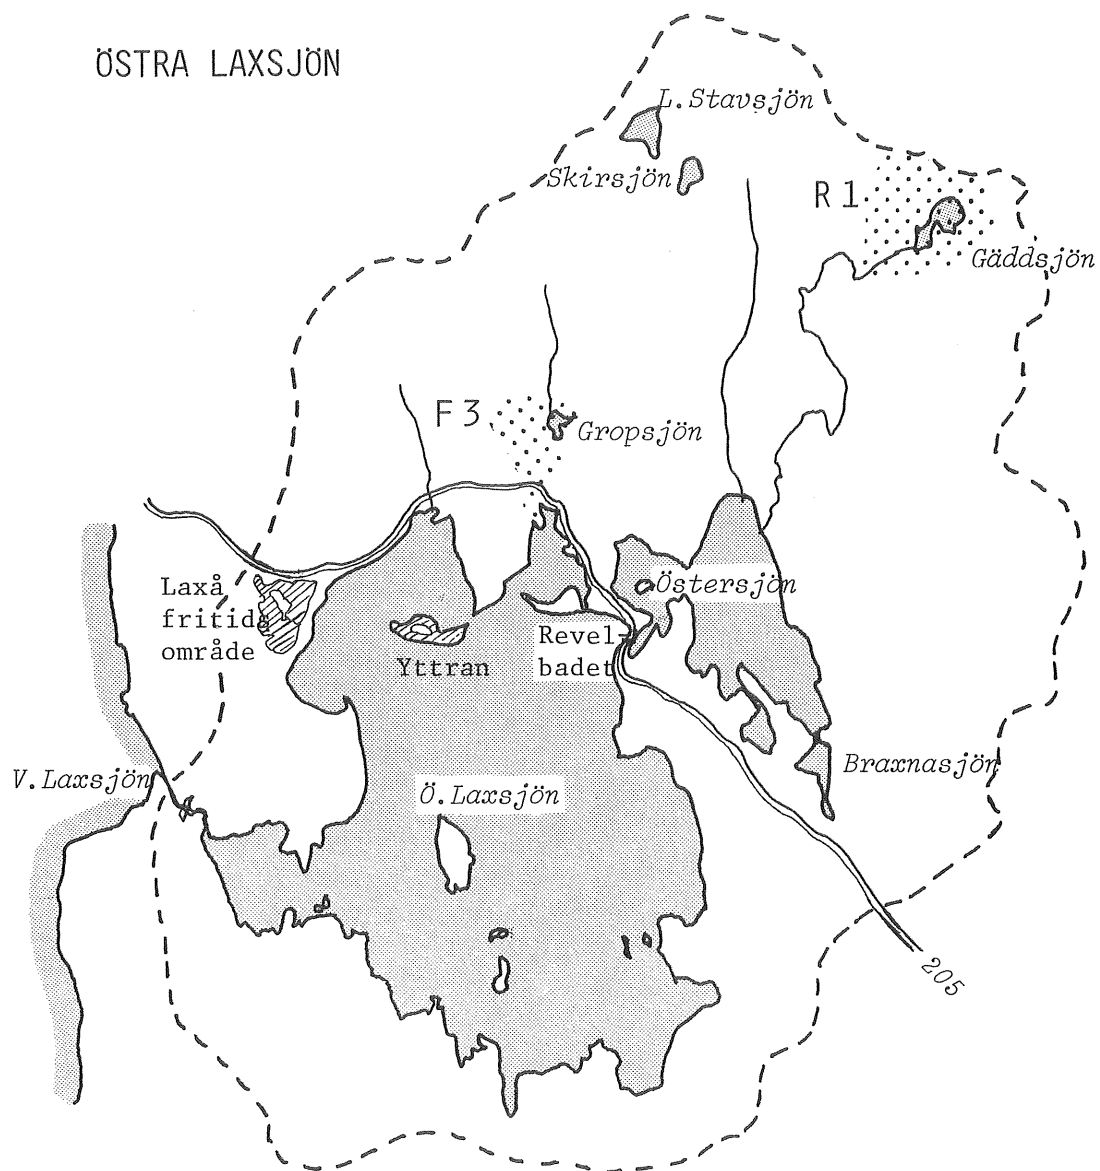 ÖSTRA LAXSJÖN
L.Stavsjön
Skirsjön
R 1
Gäddsjön
F 3
Gropsjön
Laxå
fritids
område
Östersjön
Yttran
Revel-
badet
V.Laxsjön
Ö.Laxsjön
Braxnasjön
205